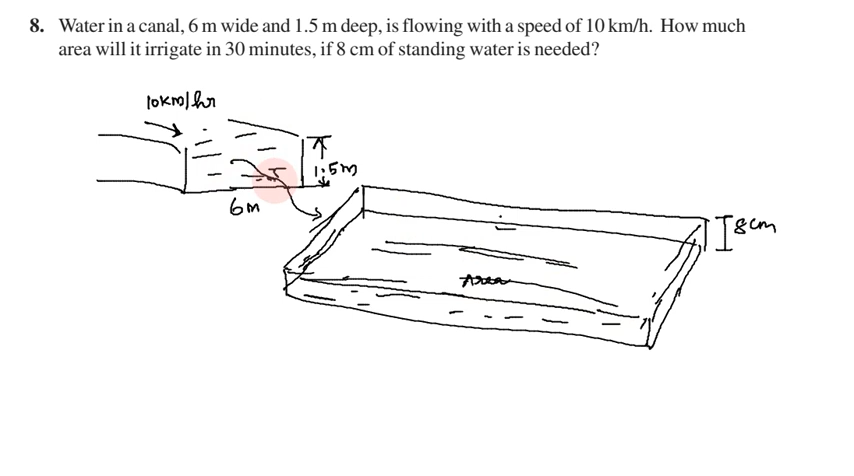 8. Water in a canal, 6 m wide and 1.5 m deep, is flowing with a speed of 10 km/h. How much
area will it irrigate in 30 minutes, if 8 cm of standing water is needed?
10km/hr
1.5m
6m
8cm
Area